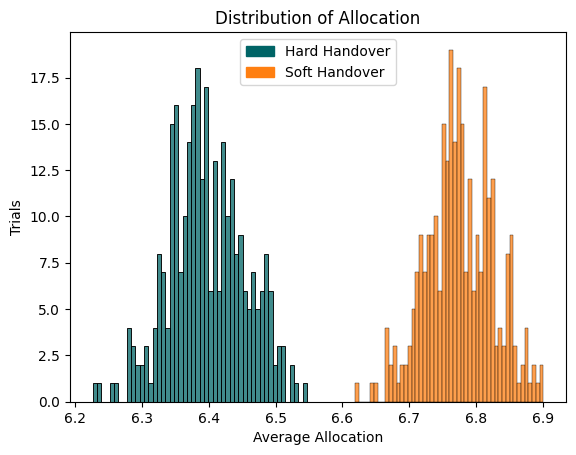 Distribution of Allocation
Hard Handover
Soft Handover
17.5
15.0
12.5
10.0
7.5
5.0
2.5
0.0
Trials
6.2 6.3 6.4 6.5 6.6 6.7 6.8 6.9
Average Allocation